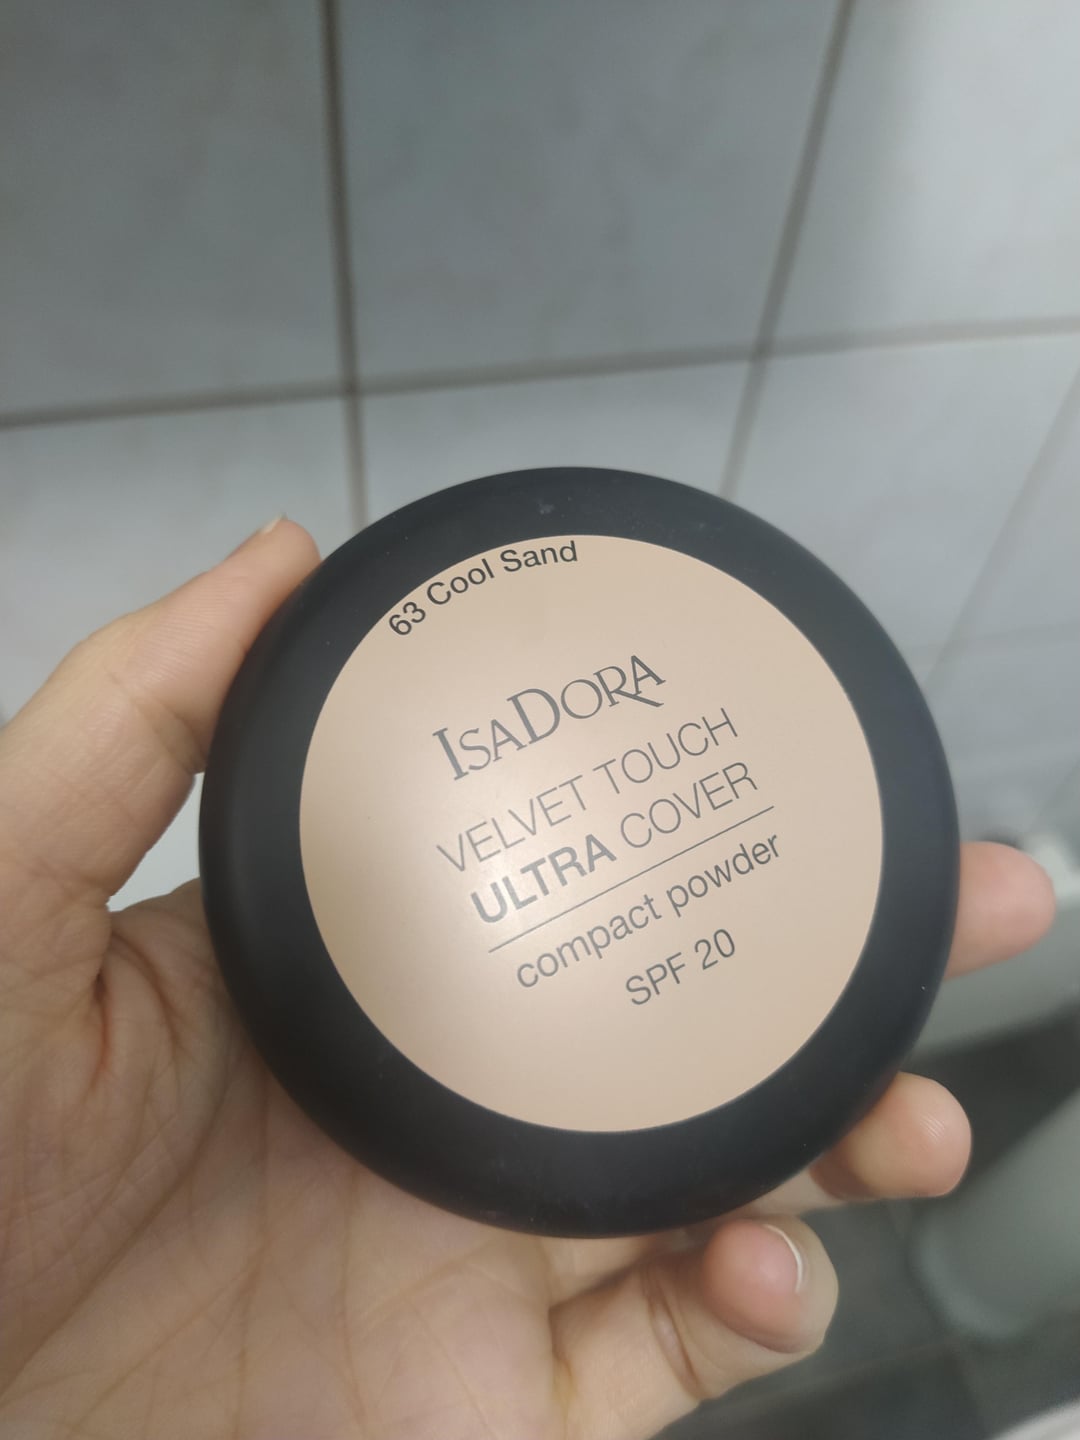 63 Cool Sand
ISADORA
VELVET TOUCH
ULTRA COVER
compact powder
SPF 20